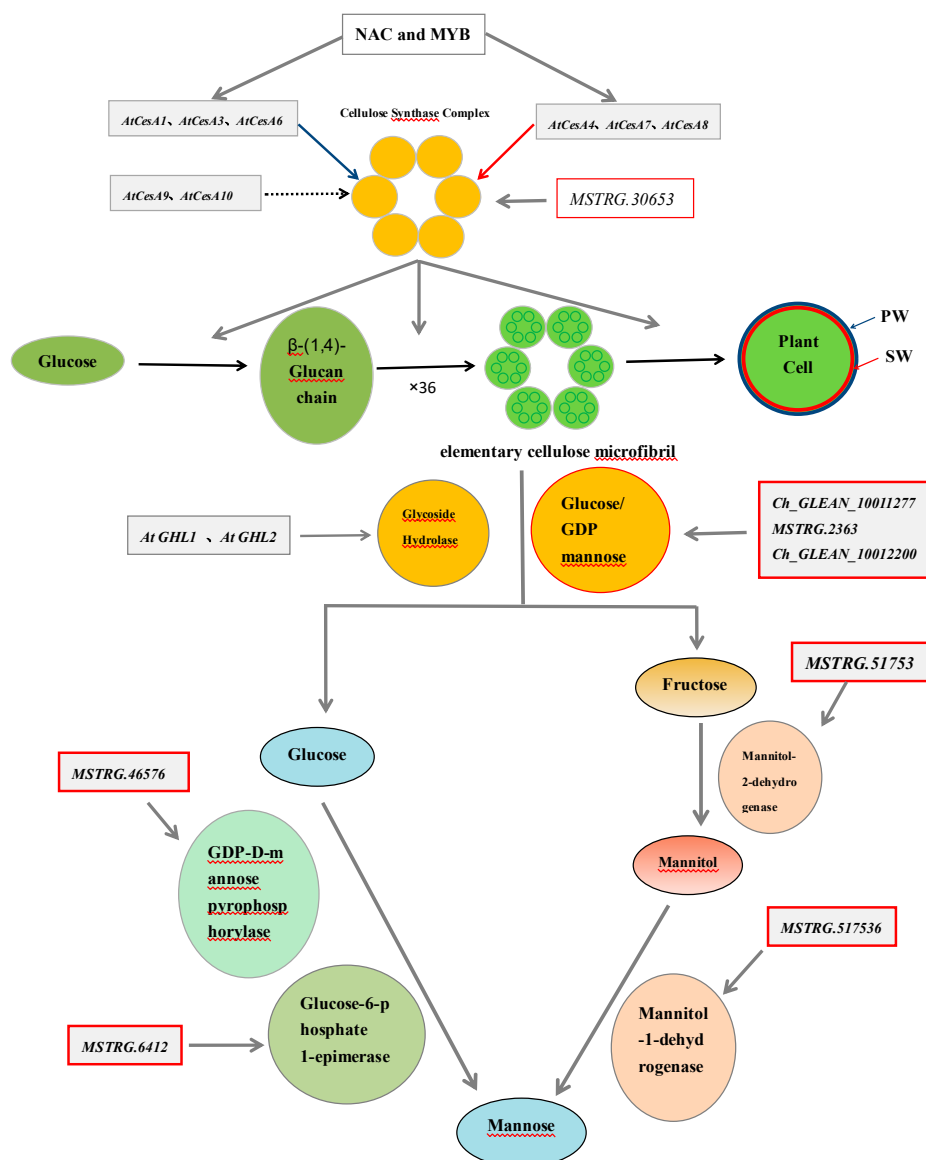 NAC and MYB
Cellulose Synthase Complex
AtCesA1、AtCesA3、AtCesA6
AtCesA4、AtCesA7、AtCesA8
AtCesA9、AtCesA10
MSTRG.30653
Glucose
β-(1,4)-
Glucan
chain
×36
Plant
Cell
PW
SW
elementary cellulose microfibril
At GHL1 、At GHL2
Glycoside
Hydrolase
Glucose/
GDP
mannose
Ch_GLEAN_10011277
MSTRG.2363
Ch_GLEAN_10012200
MSTRG.51753
Fructose
Glucose
Mannitol-
2-dehydro
genase
MSTRG.46576
GDP-D-m
annose
pyrophosp
horylase
Mannitol
MSTRG.517536
Glucose-6-p
hosphate
1-epimerase
MSTRG.6412
Mannitol
-1-dehyd
rogenase
Mannose